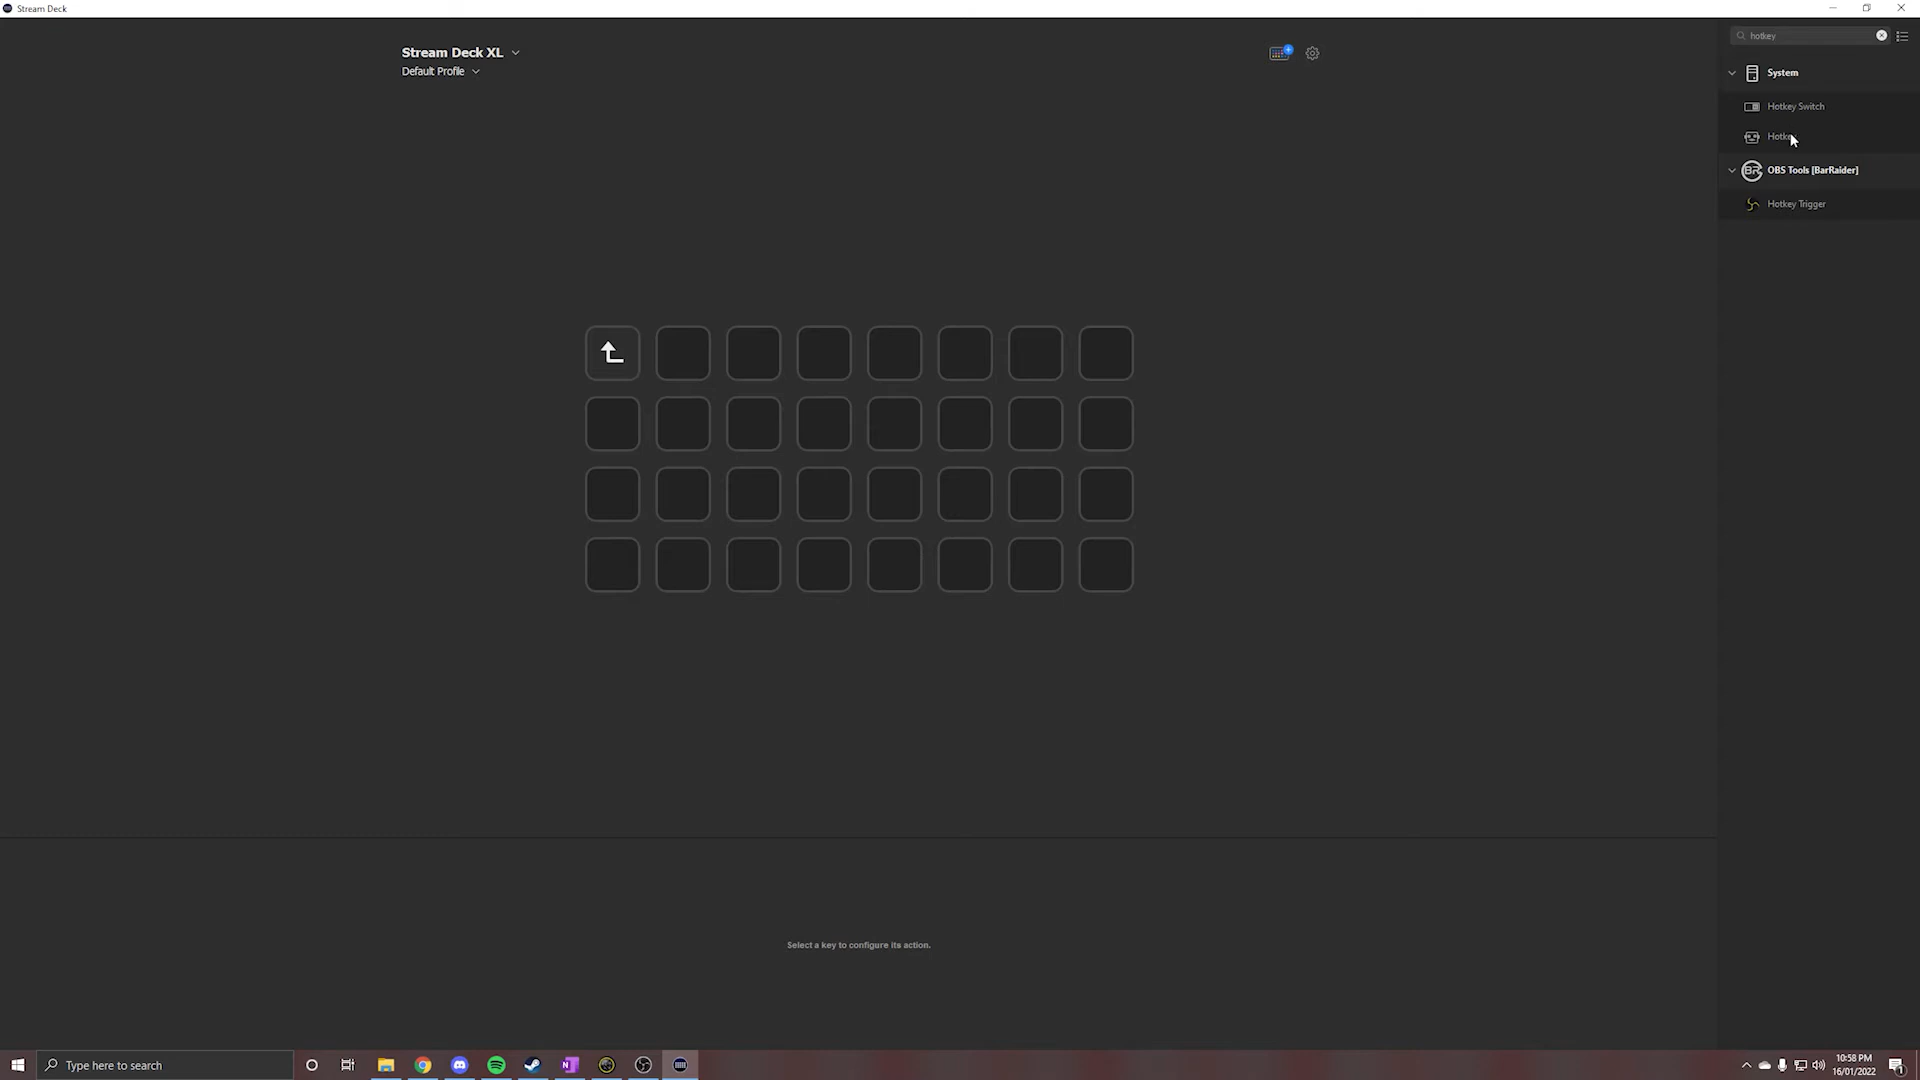 Stream Deck
hotkey
Stream Deck XL
Default Profile
System
Hotkey Switch
OBS Tools [BarRaider]
Hotkey Trigger
Select a key to configure its action.
Type here to search
10:58 PM
16/01/2022